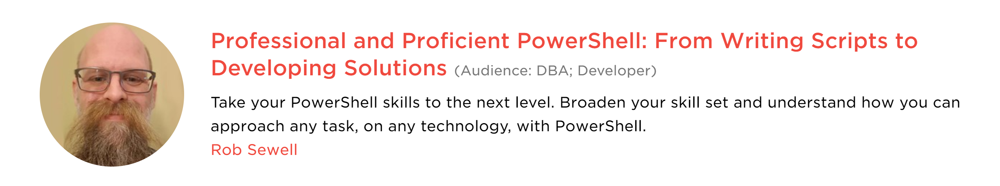 Professional and Proficient PowerShell: From Writing Scripts to
Developing Solutions (Audience: DBA; Developer)
Take your PowerShell skills to the next level. Broaden your skill set and understand how you can
approach any task, on any technology, with PowerShell.
Rob Sewell